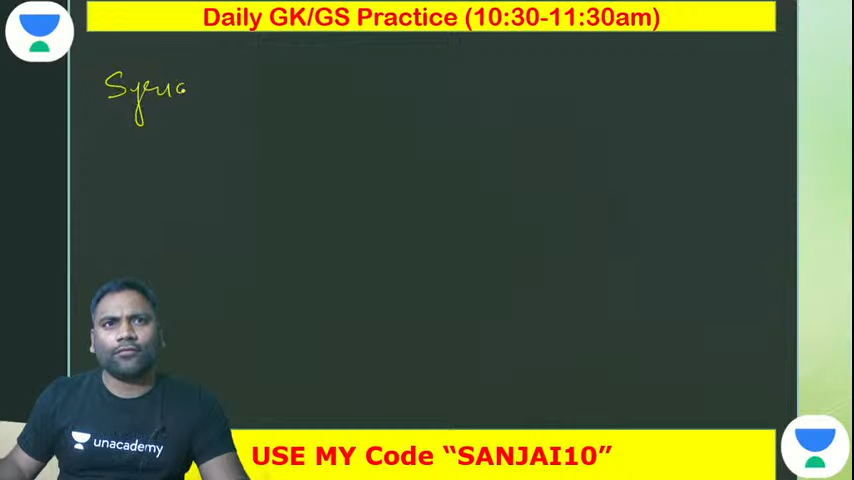 Daily GK/GS Practice (10:30-11:30am)
Syria
unacademy
USE MY Code “SANJAI10”